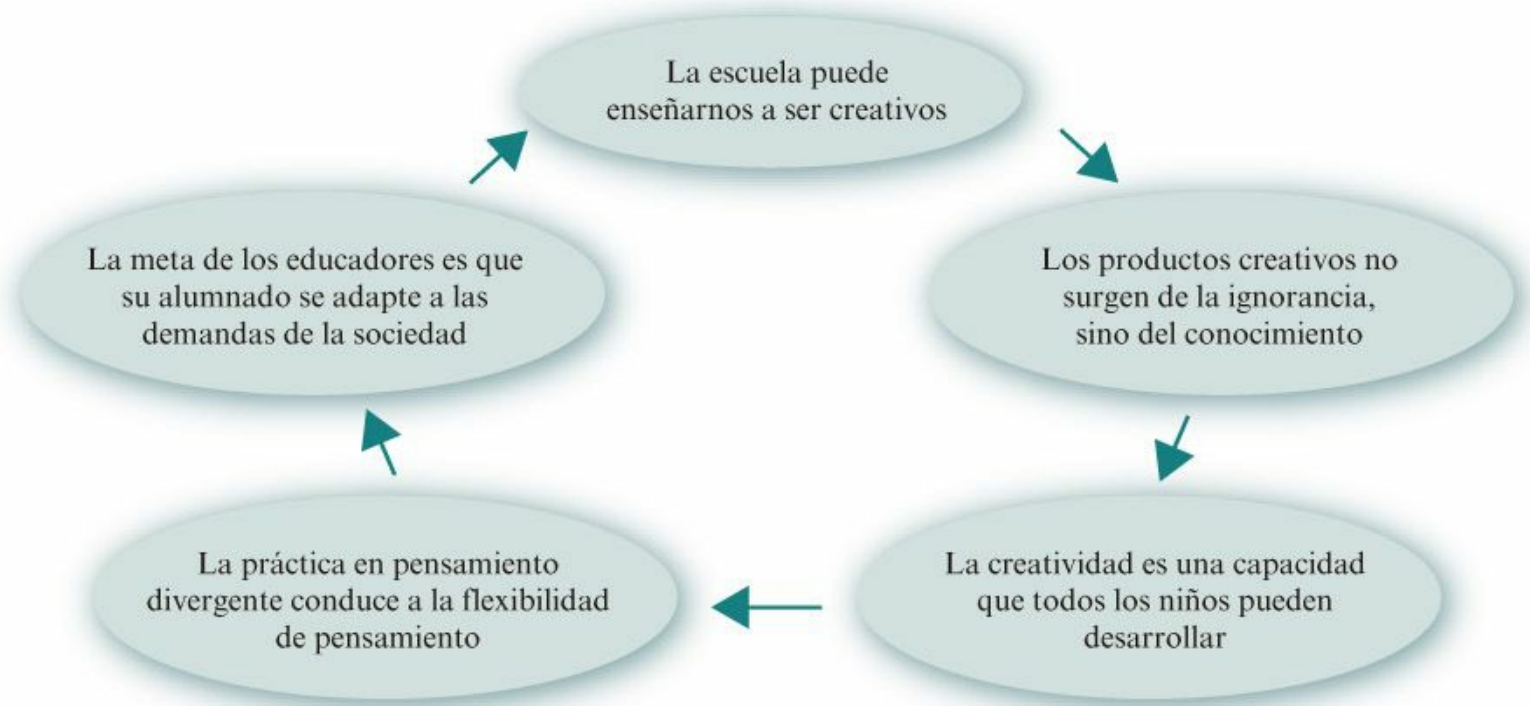 La escuela puede
enseñarnos a ser creativos
Los productos creativos no
surgen de la ignorancia,
sino del conocimiento
La creatividad es una capacidad
que todos los niños pueden
desarrollar
La práctica en pensamiento
divergente conduce a la flexibilidad
de pensamiento
La meta de los educadores es que
su alumnado se adapte a las
demandas de la sociedad